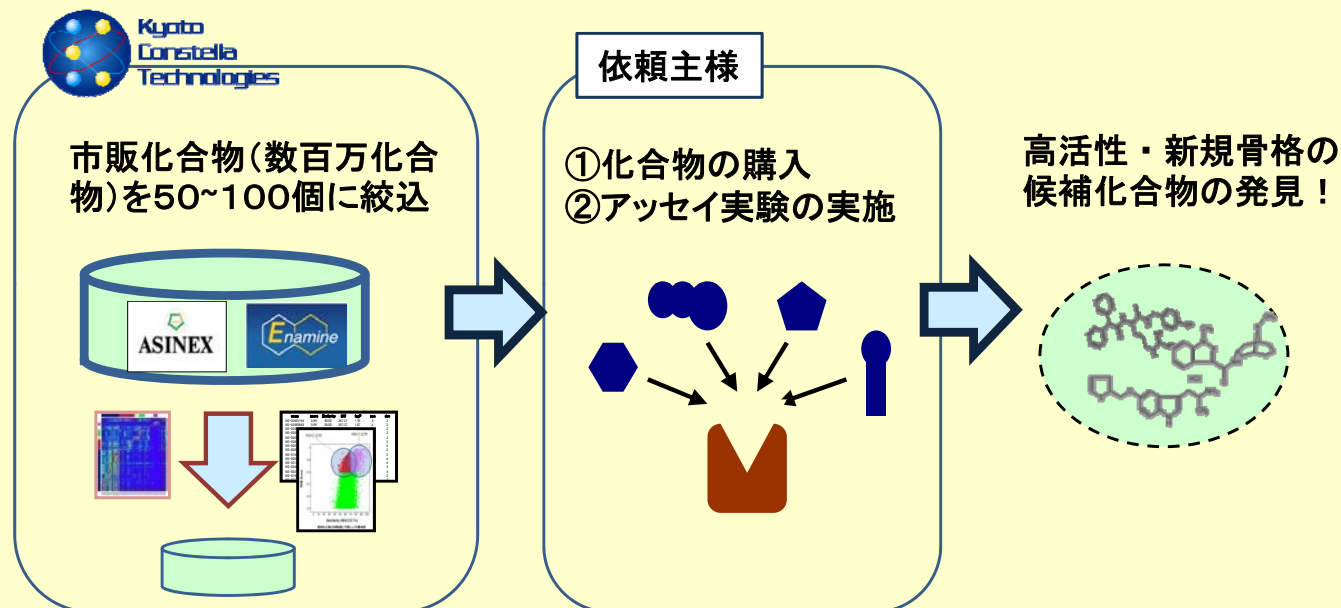 Kyoto
Constella
Technologies
市販化合物（数百万化合
物）を50~100個に絞込
ASINEX
Enamine
依頼主様
①化合物の購入
②アッセイ実験の実施
高活性・新規骨格の
候補化合物の発見！